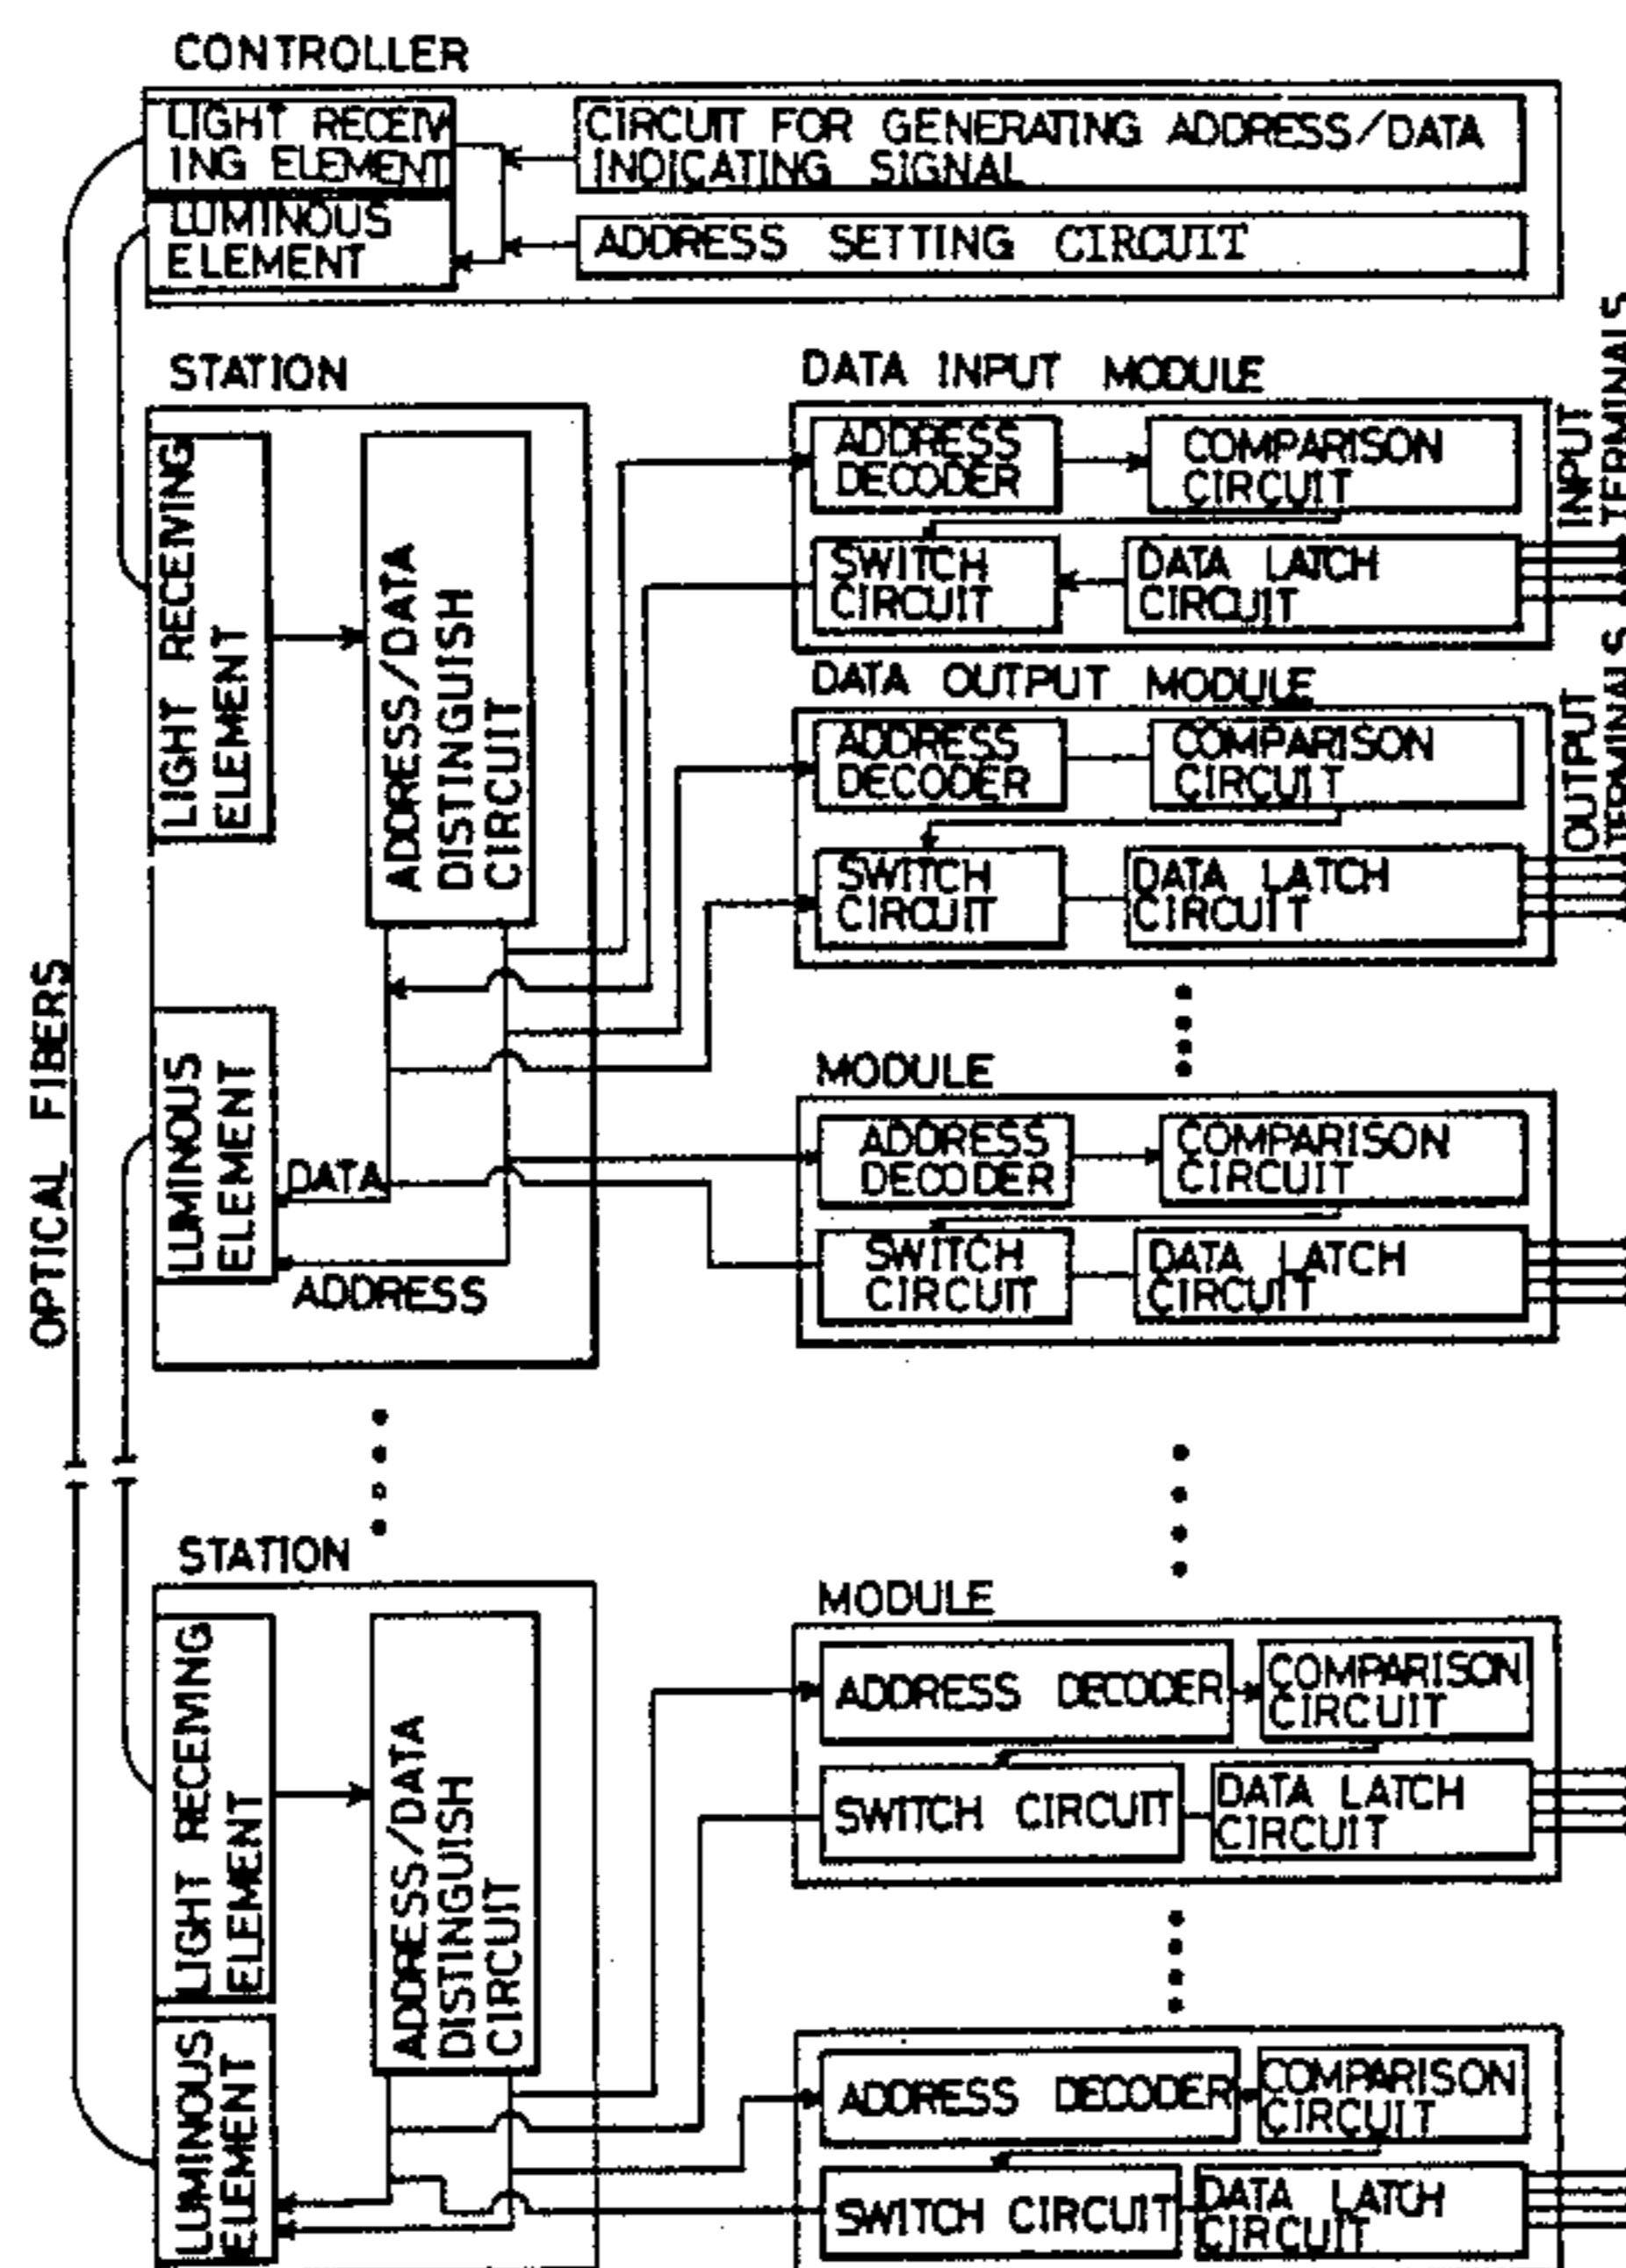 CONTROLLER
LIGHT RECEIV
ING ELEMENT
CIRCUIT FOR GENERATING ADDRESS/DATA
INDICATING SIGNAL
LUMINOUS
ELEMENT
ADDRESS SETTING CIRCUIT
STATION
LIGHT RECEIVING
ELEMENT
ADDRESS/DATA
DISTINGUISH
CIRCUIT
LUMINOUS
ELEMENT
DATA
ADDRESS
OPTICAL FIBERS
DATA INPUT MODULE
ADDRESS
DECODER
COMPARISON
CIRCUIT
SWITCH
CIRCUIT
DATA LATCH
CIRCUIT
INPUT
TERMINALS
DATA OUTPUT MODULE
ADDRESS
DECODER
COMPARISON
CIRCUIT
SWITCH
CIRCUIT
DATA LATCH
CIRCUIT
OUTPUT
TERMINALS
MODULE
ADDRESS
DECODER
COMPARISON
CIRCUIT
SWITCH
CIRCUIT
DATA LATCH
CIRCUIT
STATION
LIGHT RECEIVING
ELEMENT
ADDRESS/DATA
DISTINGUISH
CIRCUIT
LUMINOUS
ELEMENT
MODULE
ADDRESS DECODER
COMPARISON
CIRCUIT
SWITCH CIRCUIT
DATA LATCH
CIRCUIT
ADDRESS DECODER
COMPARISON
CIRCUIT
SWITCH CIRCUIT
DATA LATCH
CIRCUIT